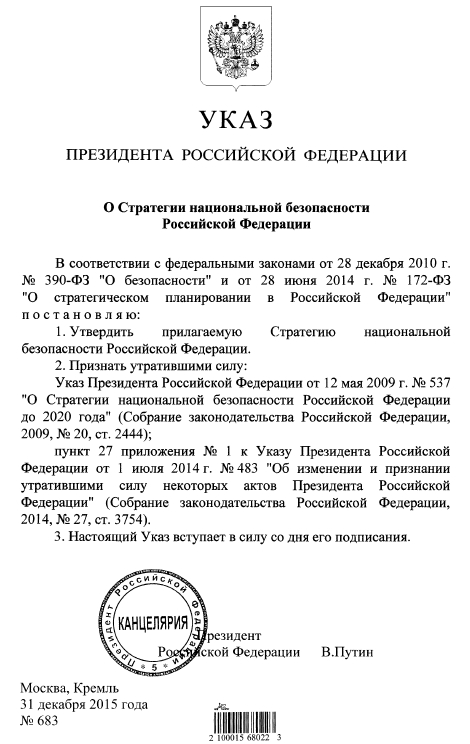 УКАЗ
ПРЕЗИДЕНТА РОССИЙСКОЙ ФЕДЕРАЦИИ
О Стратегии национальной безопасности
Российской Федерации
В соответствии с федеральными законами от 28 декабря 2010 г.
№ 390-ФЗ "О безопасности" и от 28 июня 2014 г. № 172-ФЗ
"О стратегическом планировании в Российской Федерации"
постановляю:
1. Утвердить прилагаемую Стратегию национальной
безопасности Российской Федерации.
2. Признать утратившими силу:
Указ Президента Российской Федерации от 12 мая 2009 г. № 537
"О Стратегии национальной безопасности Российской Федерации
до 2020 года" (Собрание законодательства Российской Федерации,
2009, № 20, ст. 2444);
пункт 27 приложения № 1 к Указу Президента Российской
Федерации от 1 июля 2014 г. № 483 "Об изменении и признании
утратившими силу некоторых актов Президента Российской
Федерации" (Собрание законодательства Российской Федерации,
2014, № 27, ст. 3754).
3. Настоящий Указ вступает в силу со дня его подписания.
Президент Российской Федерации
КАНЦЕЛЯРИЯ
* 5 *
Президент
Российской Федерации В.Путин
Москва, Кремль
31 декабря 2015 года
№ 683
2 100015 68022 3